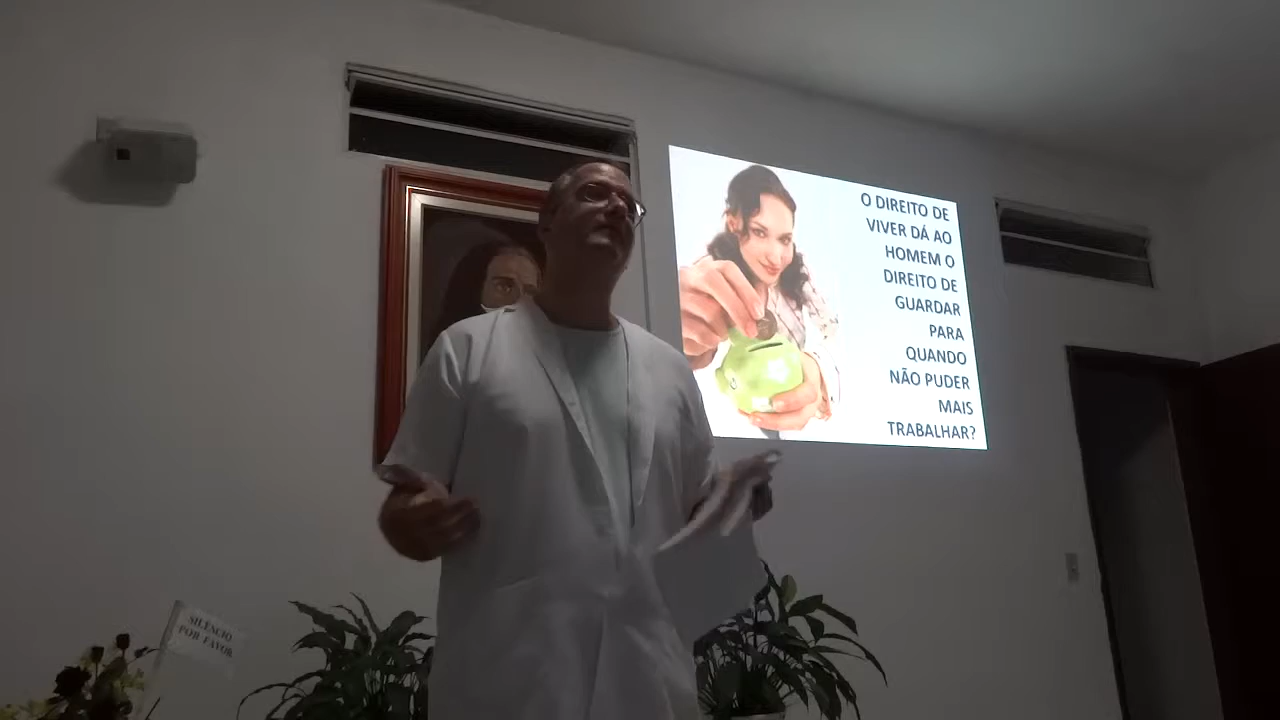 O DIREITO DE
VIVER DÁ AO
HOMEM O
DIREITO DE
GUARDAR
PARA
QUANDO
NÃO PUDER
MAIS
TRABALHAR?
SILÊNCIO
POR FAVOR